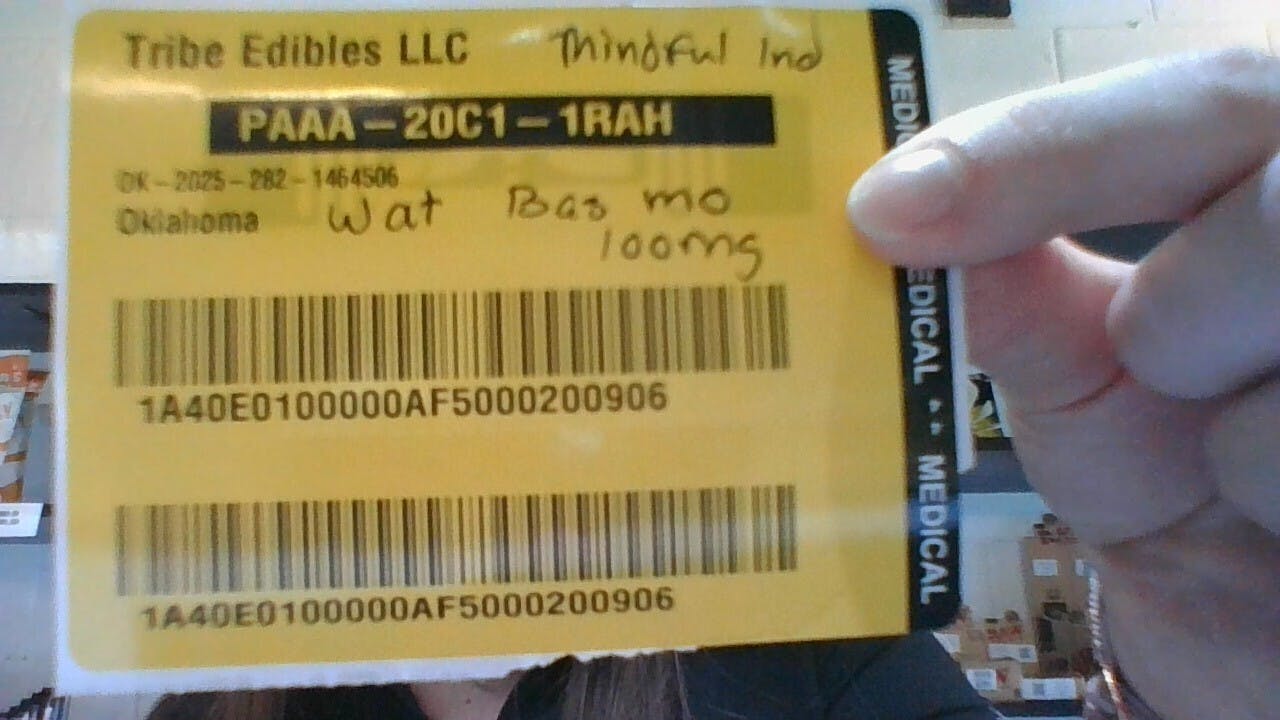 Tribe Edibles LLC Mindful Ind
PAAA-20C1-1RAH
OK-2025-282-1464506
Oklahoma Wat Bas mo
100mg
1A40E0100000AF5000200906
1A40E0100000AF5000200906
MEDICAL MEDICAL MEDICAL